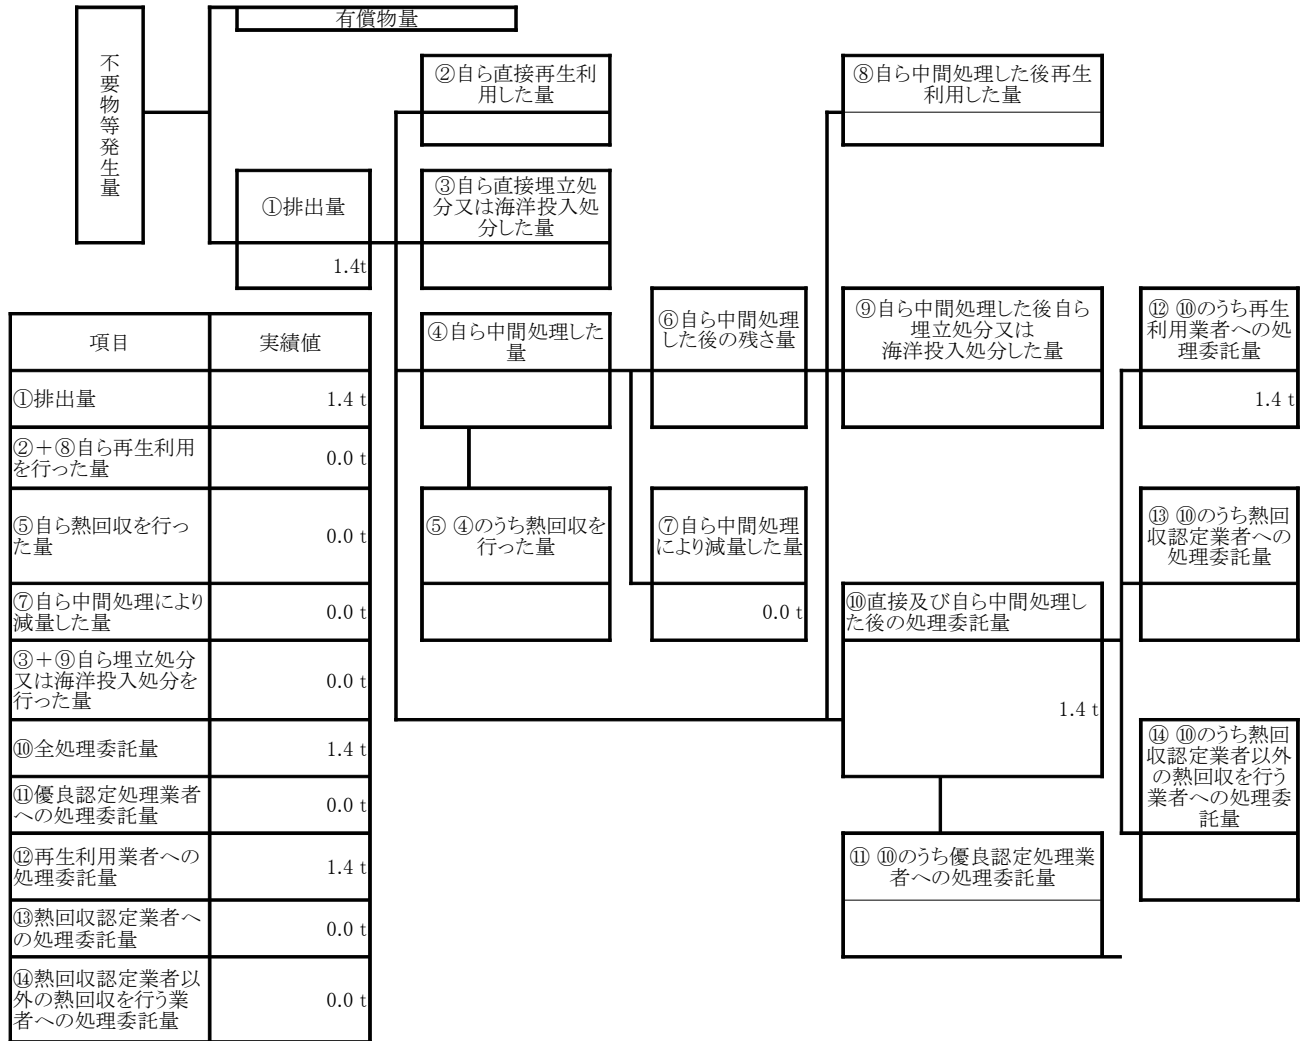 有償物量
不要物等発生量
②自ら直接再生利
用した量
⑧自ら中間処理した後再生
利用した量
①排出量
1.4t
③自ら直接埋立処
分又は海洋投入処
分した量
④自ら中間処理した
量
⑥自ら中間処理
した後の残さ量
⑨自ら中間処理した後自ら
埋立処分又は
海洋投入処分した量
⑫ ⑩のうち再生
利用業者への処
理委託量
1.4 t
⑤ ④のうち熱回収を
行った量
⑦自ら中間処理
により減量した量
0.0 t
⑬ ⑩のうち熱回
収認定業者への
処理委託量
⑩直接及び自ら中間処理し
た後の処理委託量
1.4 t
⑭ ⑩のうち熱回
収認定業者以外
の熱回収を行う
業者への処理委
託量
⑪ ⑩のうち優良認定処理業
者への処理委託量
項目 実績値
①排出量 1.4 t
②＋⑧自ら再生利用
を行った量 0.0 t
⑤自ら熱回収を行っ
た量 0.0 t
⑦自ら中間処理により
減量した量 0.0 t
③＋⑨自ら埋立処分
又は海洋投入処分を
行った量 0.0 t
⑩全処理委託量 1.4 t
⑪優良認定処理業者
への処理委託量 0.0 t
⑫再生利用業者への
処理委託量 1.4 t
⑬熱回収認定業者へ
の処理委託量 0.0 t
⑭熱回収認定業者以
外の熱回収を行う業
者への処理委託量 0.0 t